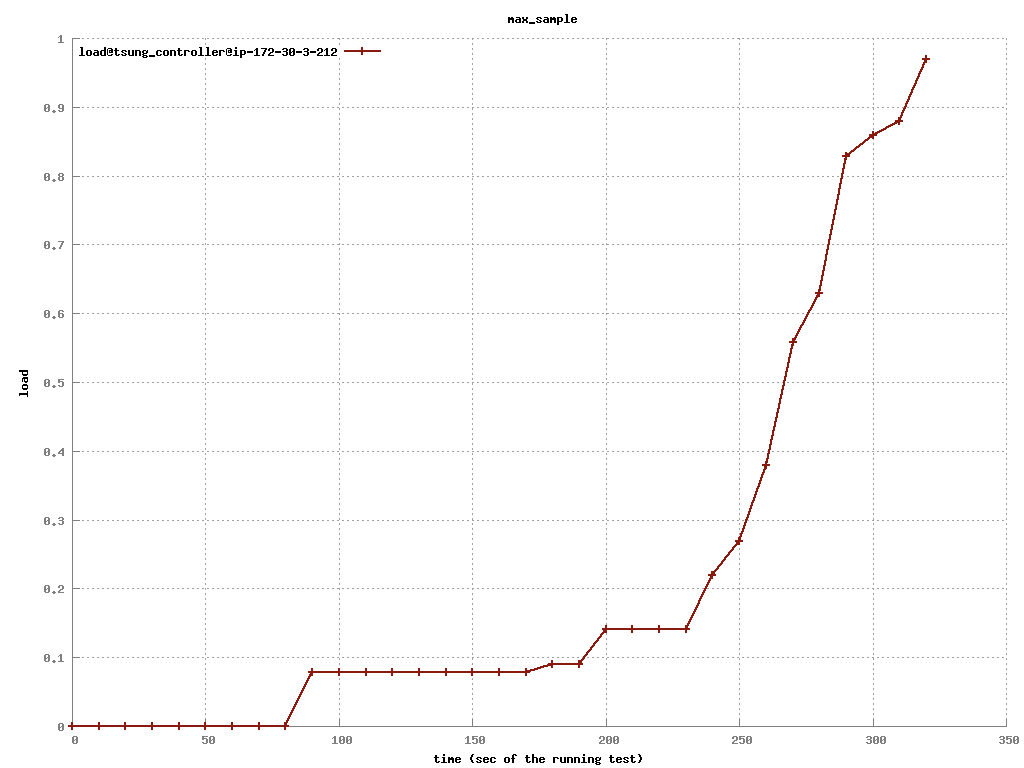 max_sample
load@tsung_controller@ip-172-30-3-212
1
0.9
0.8
0.7
0.6
0.5
0.4
0.3
0.2
0.1
0
load
0 50 100 150 200 250 300 350
time (sec of the running test)